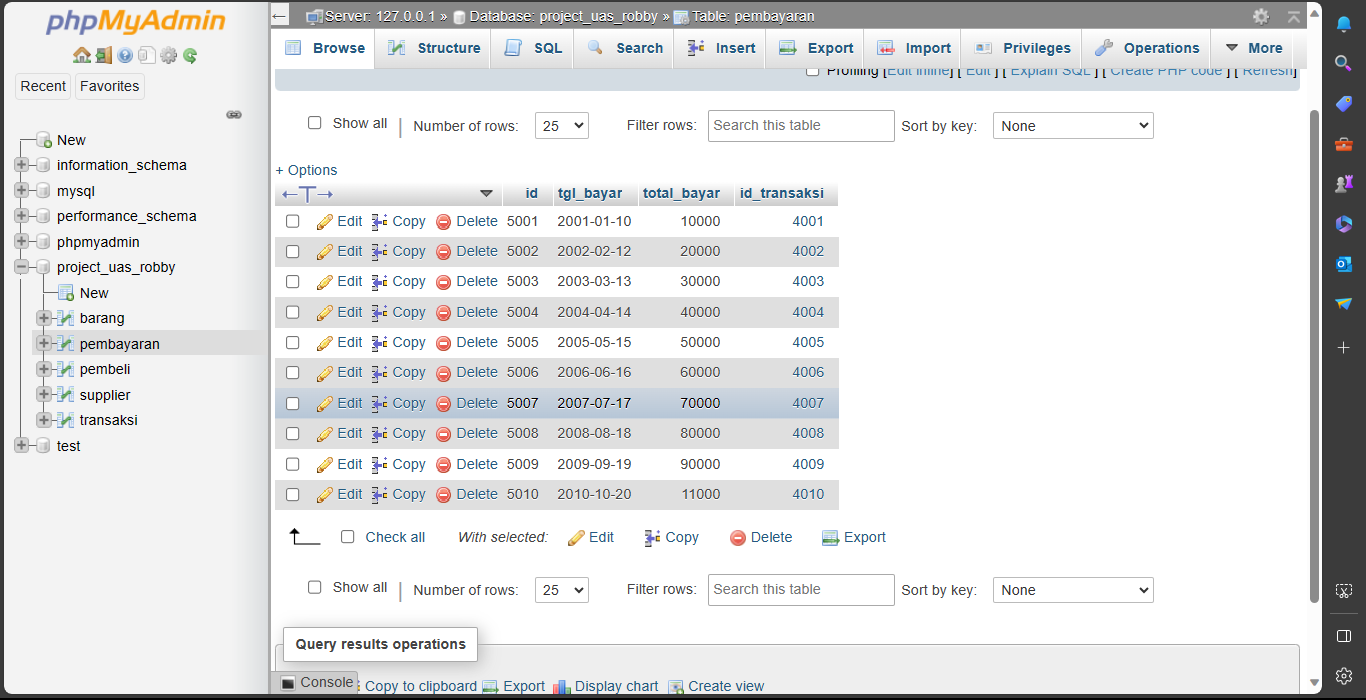 phpMyAdmin
Recent Favorites
New
information_schema
mysql
performance_schema
phpmyadmin
project_uas_robby
New
barang
pembayaran
pembeli
supplier
transaksi
test
Server: 127.0.0.1 » Database: project_uas_robby » Table: pembayaran
Browse Structure SQL Search Insert Export Import Privileges Operations More
Profiling [Edit inline] [ Edit ] [ Explain SQL ] [ Create PHP code ] [ Refresh]
Show all | Number of rows: 25 Filter rows: Search this table Sort by key: None
+ Options
←T→ id tgl_bayar total_bayar id_transaksi
Edit Copy Delete 5001 2001-01-10 10000 4001
Edit Copy Delete 5002 2002-02-12 20000 4002
Edit Copy Delete 5003 2003-03-13 30000 4003
Edit Copy Delete 5004 2004-04-14 40000 4004
Edit Copy Delete 5005 2005-05-15 50000 4005
Edit Copy Delete 5006 2006-06-16 60000 4006
Edit Copy Delete 5007 2007-07-17 70000 4007
Edit Copy Delete 5008 2008-08-18 80000 4008
Edit Copy Delete 5009 2009-09-19 90000 4009
Edit Copy Delete 5010 2010-10-20 11000 4010
Check all With selected: Edit Copy Delete Export
Show all | Number of rows: 25 Filter rows: Search this table Sort by key: None
Query results operations
Console Copy to clipboard Export Display chart Create view